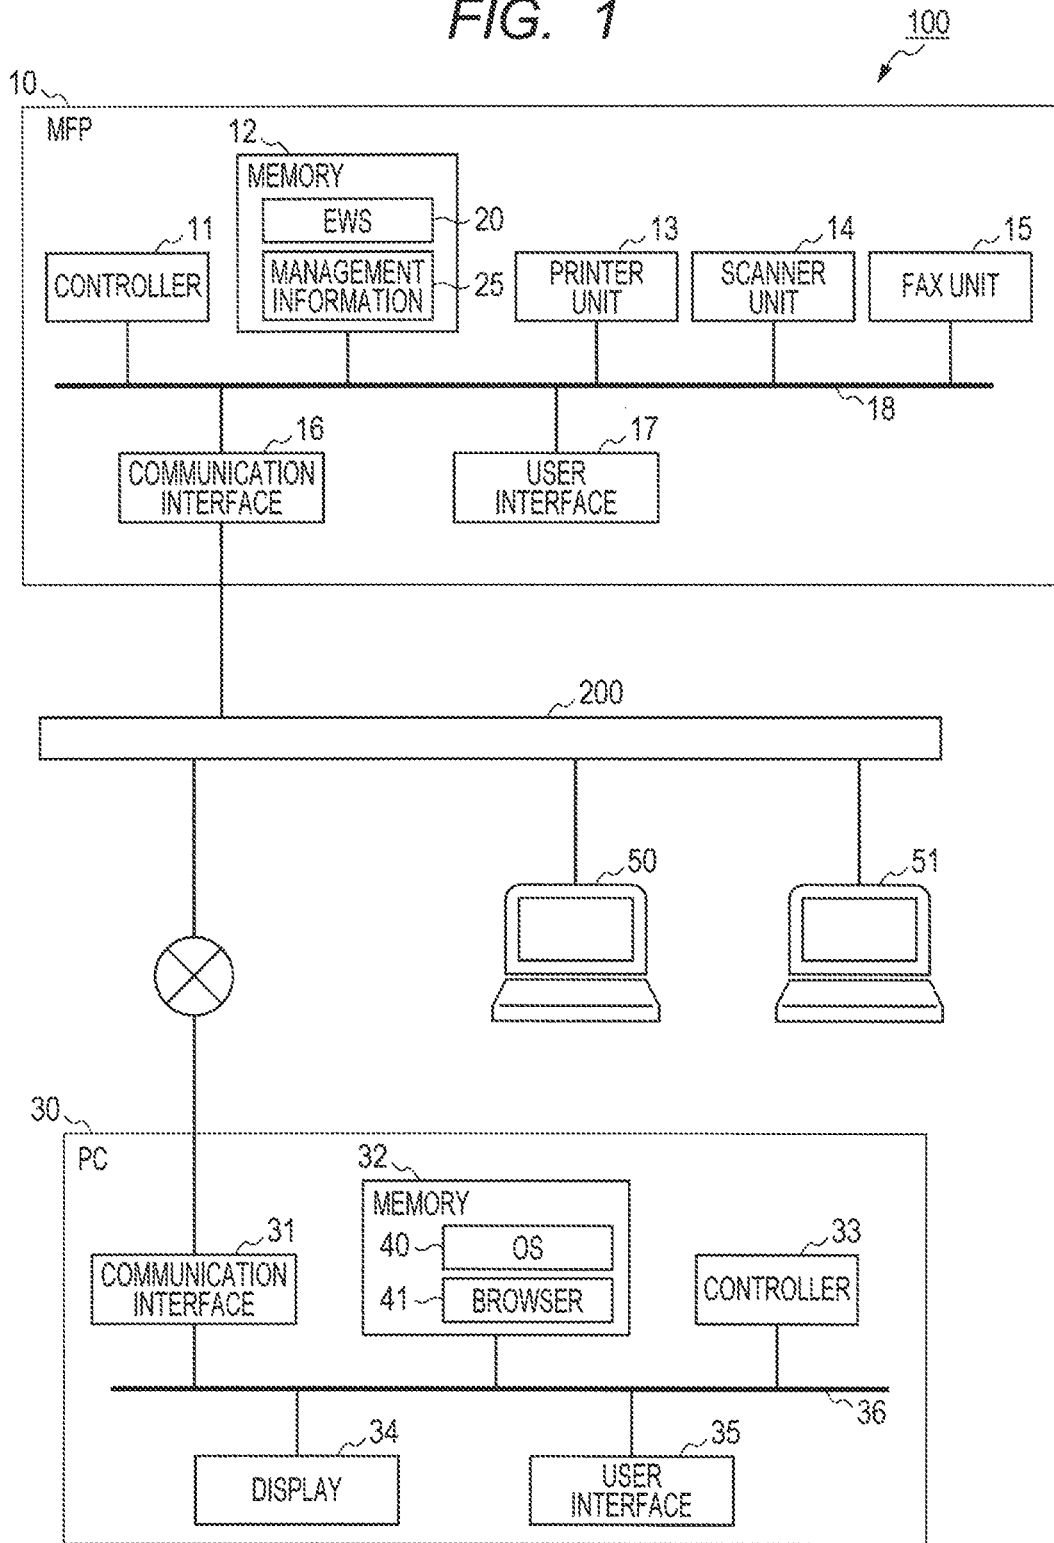 FIG. 1
100
10
MFP
12
MEMORY
EWS
20
MANAGEMENT
INFORMATION
25
11
CONTROLLER
13
PRINTER
UNIT
14
SCANNER
UNIT
15
FAX UNIT
18
16
COMMUNICATION
INTERFACE
17
USER
INTERFACE
200
50
51
30
PC
32
MEMORY
40
OS
41
BROWSER
31
COMMUNICATION
INTERFACE
33
CONTROLLER
36
34
DISPLAY
35
USER
INTERFACE